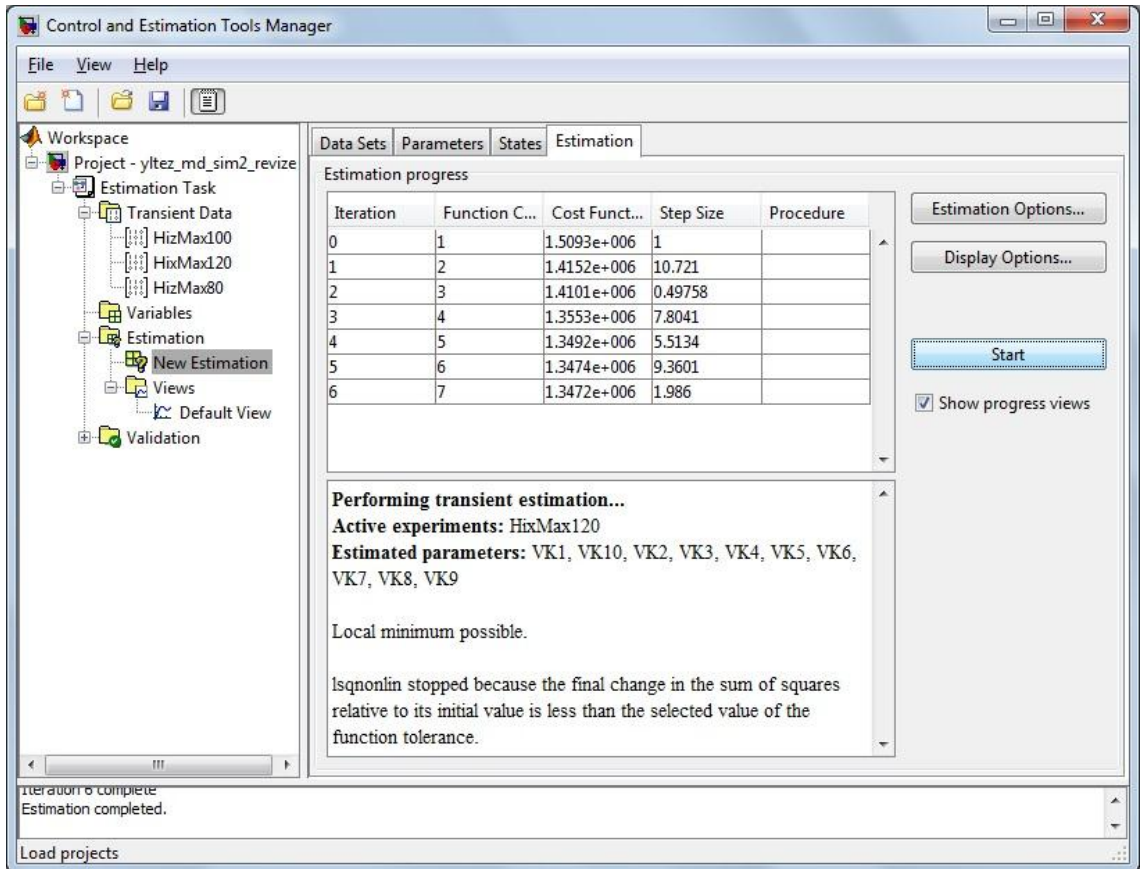 Control and Estimation Tools Manager
File View Help
Workspace
Project - yltez_md_sim2_revize
Estimation Task
Transient Data
HizMax100
HixMax120
HizMax80
Variables
Estimation
New Estimation
Views
Default View
Validation
Data Sets Parameters States Estimation
Estimation progress
Iteration Function C... Cost Funct... Step Size Procedure
0 1 1.5093e+006 1
1 2 1.4152e+006 10.721
2 3 1.4101e+006 0.49758
3 4 1.3553e+006 7.8041
4 5 1.3492e+006 5.5134
5 6 1.3474e+006 9.3601
6 7 1.3472e+006 1.986
Estimation Options...
Display Options...
Start
Show progress views
Performing transient estimation...
Active experiments: HixMax120
Estimated parameters: VK1, VK10, VK2, VK3, VK4, VK5, VK6,
VK7, VK8, VK9
Local minimum possible.
lsqnonlin stopped because the final change in the sum of squares
relative to its initial value is less than the selected value of the
function tolerance.
Iteration 6 complete
Estimation completed.
Load projects